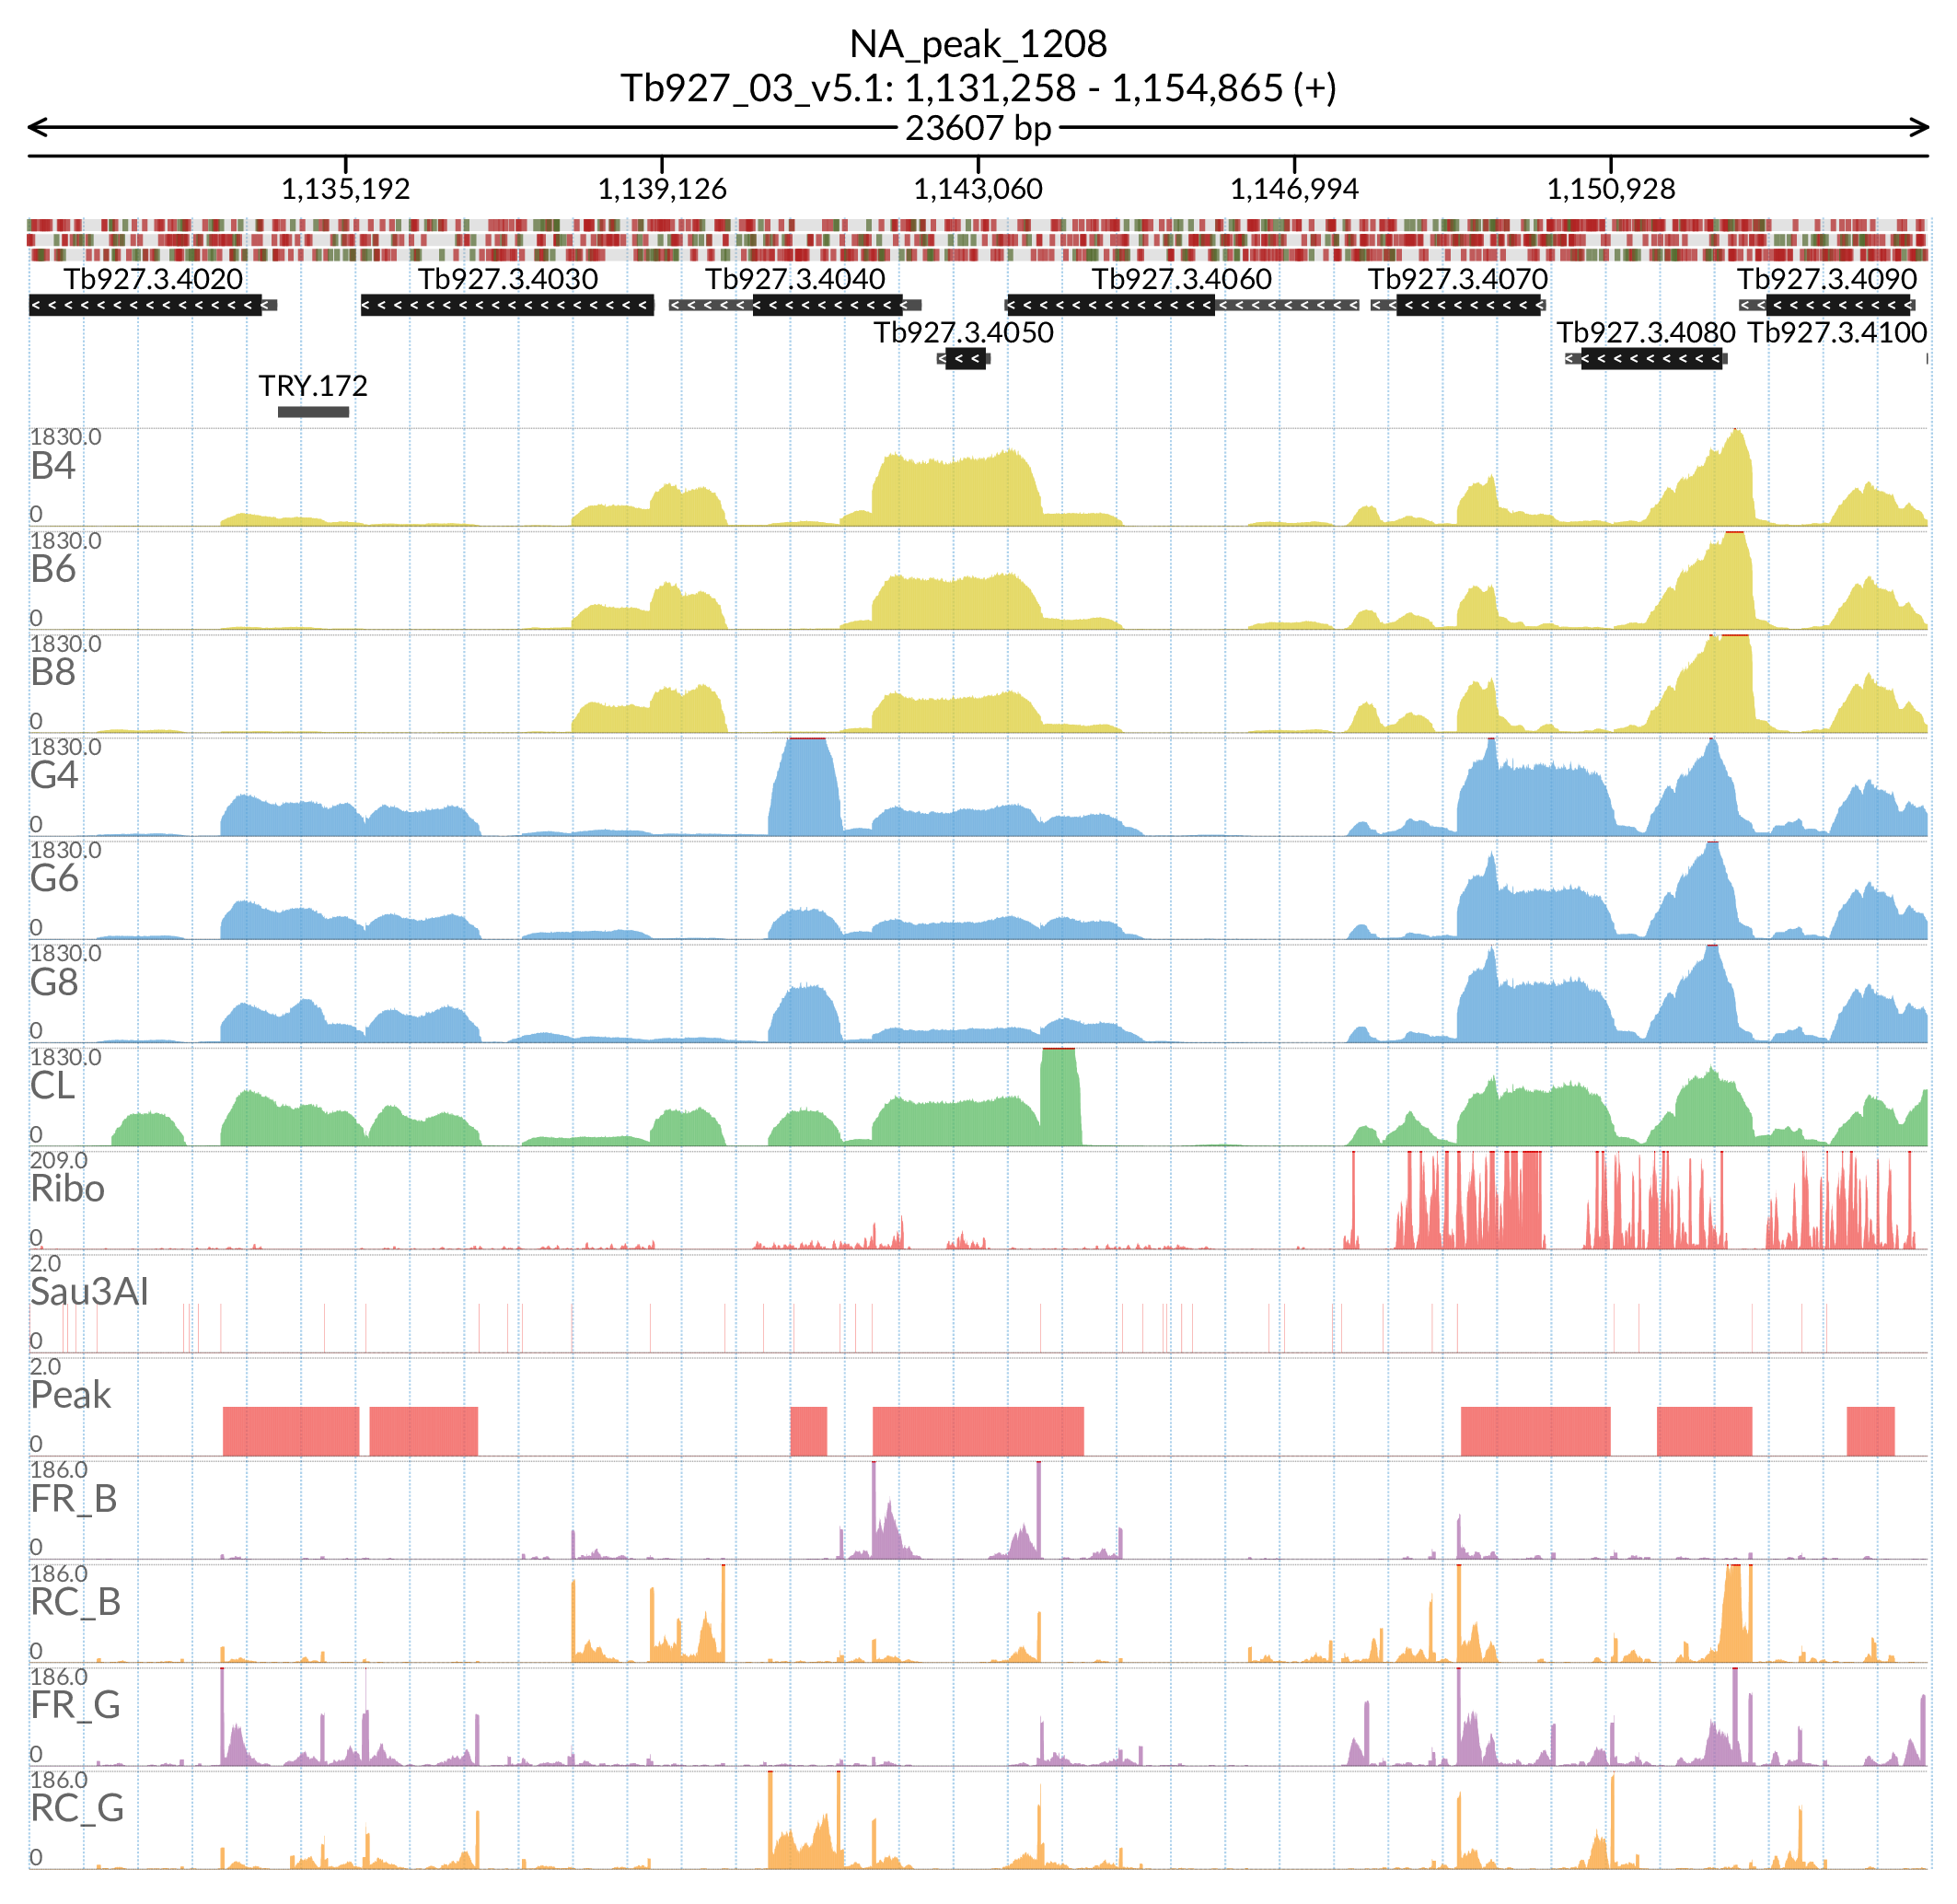 NA_peak_1208
Tb927_03_v5.1: 1,131,258 - 1,154,865 (+)
23607 bp
1,135,192 1,139,126 1,143,060 1,146,994 1,150,928
Tb927.3.4020 Tb927.3.4030 Tb927.3.4040 Tb927.3.4060 Tb927.3.4070 Tb927.3.4090
Tb927.3.4050 Tb927.3.4080 Tb927.3.4100
TRY.172
1830.0
B4
0
1830.0
B6
0
1830.0
B8
0
1830.0
G4
0
1830.0
G6
0
1830.0
G8
0
1830.0
CL
0
209.0
Ribo
0
2.0
Sau3AI
0
2.0
Peak
0
186.0
FR_B
0
186.0
RC_B
0
186.0
FR_G
0
186.0
RC_G
0